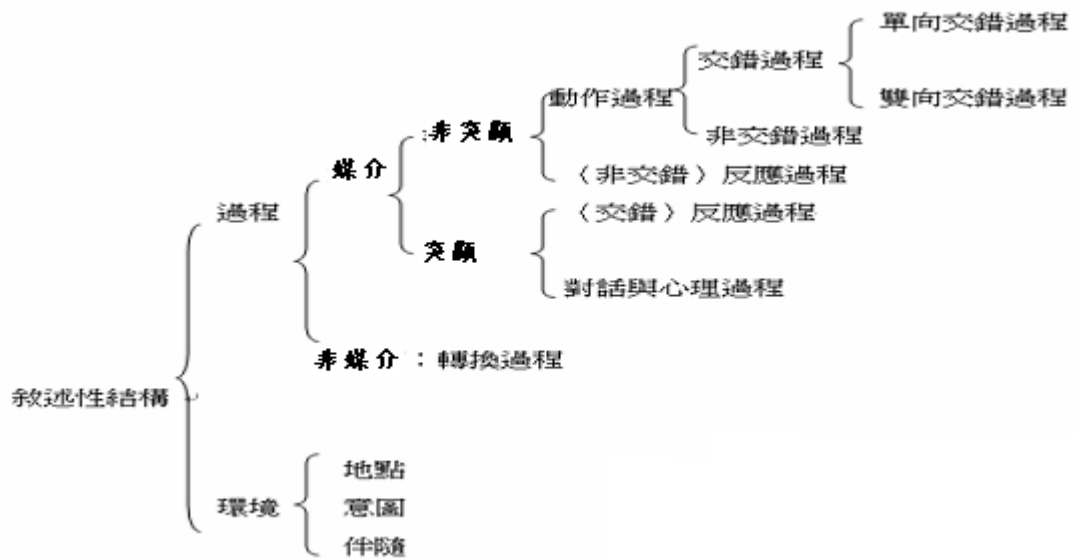 單向交錯過程
交錯過程
動作過程
雙向交錯過程
:非突顯
非交錯過程
媒介
（非交錯）反應過程
過程
（交錯）反應過程
突顯
對話與心理過程
非媒介：轉換過程
敘述性結構
地點
環境
意圖
伴隨